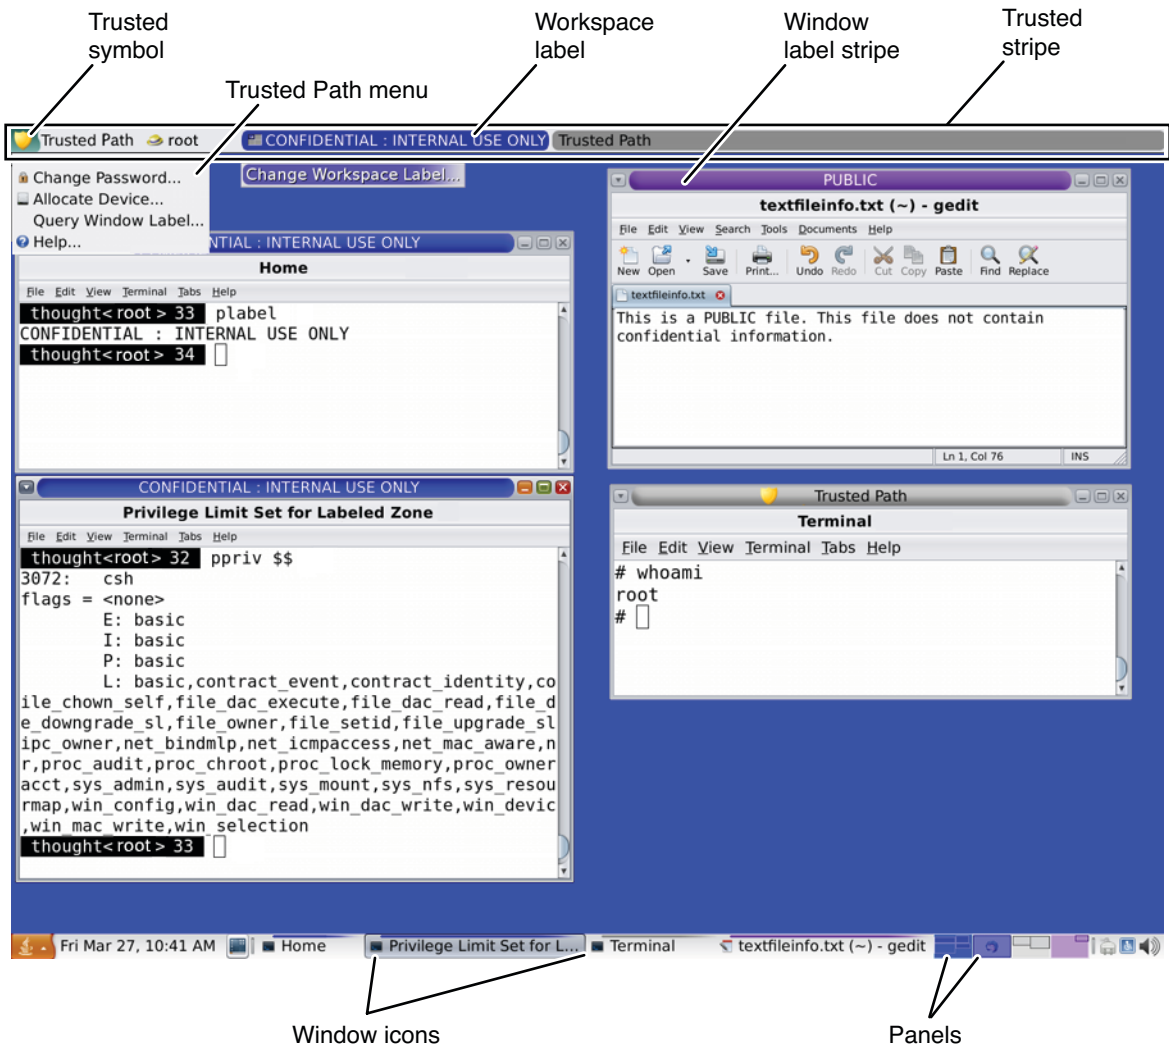 Trusted
symbol
Workspace
label
Window
label stripe
Trusted
stripe
Trusted Path menu
Trusted Path root CONFIDENTIAL : INTERNAL USE ONLY Trusted Path
Change Password...
Allocate Device...
Query Window Label...
Help...
Change Workspace Label...
NTIAL : INTERNAL USE ONLY
Home
File Edit View Terminal Tabs Help
thought<root> 33 plabel
CONFIDENTIAL : INTERNAL USE ONLY
thought<root> 34
PUBLIC
textfileinfo.txt (~) - gedit
File Edit View Search Tools Documents Help
New Open Save Print... Undo Redo Cut Copy Paste Find Replace
textfileinfo.txt
This is a PUBLIC file. This file does not contain
confidential information.
Ln 1, Col 76 INS
CONFIDENTIAL : INTERNAL USE ONLY
Privilege Limit Set for Labeled Zone
File Edit View Terminal Tabs Help
thought<root> 32 ppriv $$
3072: csh
flags = <none>
E: basic
I: basic
P: basic
L: basic,contract_event,contract_identity,co
ile_chown_self,file_dac_execute,file_dac_read,file_d
e_downgrade_sl,file_owner,file_setid,file_upgrade_sl
ipc_owner,net_bindmlp,net_icmpaccess,net_mac_aware,n
r,proc_audit,proc_chroot,proc_lock_memory,proc_owner
acct,sys_admin,sys_audit,sys_mount,sys_nfs,sys_resou
rmap,win_config,win_dac_read,win_dac_write,win_devic
,win_mac_write,win_selection
thought<root> 33
Trusted Path
Terminal
File Edit View Terminal Tabs Help
# whoami
root
#
Fri Mar 27, 10:41 AM Home Privilege Limit Set for L... Terminal textfileinfo.txt (~) - gedit
Window icons
Panels